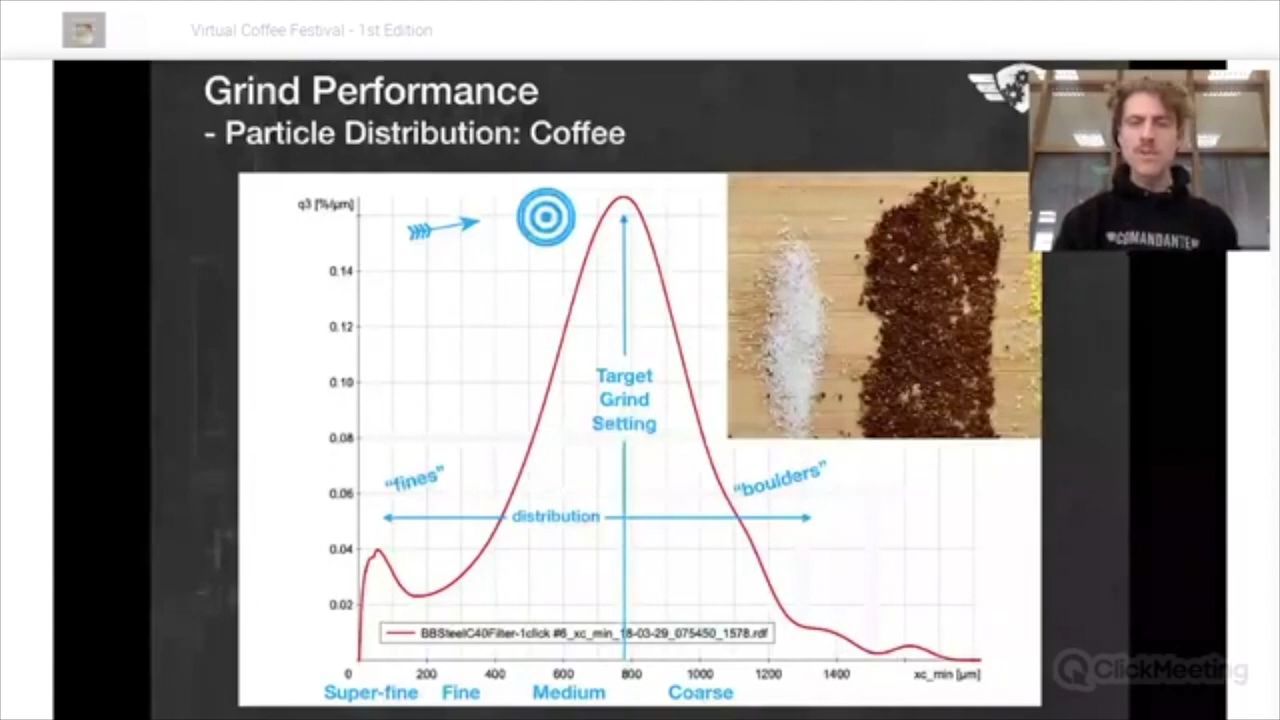 Virtual Coffee Festival - 1st Edition
Grind Performance
- Particle Distribution: Coffee
COMANDANTE
q3 [%/µm]
0.14
0.12
0.10
0.08
0.06
0.04
0.02
Target
Grind
Setting
"fines"
"boulders"
distribution
BBSteelC40Filter-1click #6_xc_min_18-03-29_075450_1578.rdf
0 200 400 600 800 1000 1200 1400 xc_min [µm]
Super-fine Fine Medium Coarse
ClickMeeting